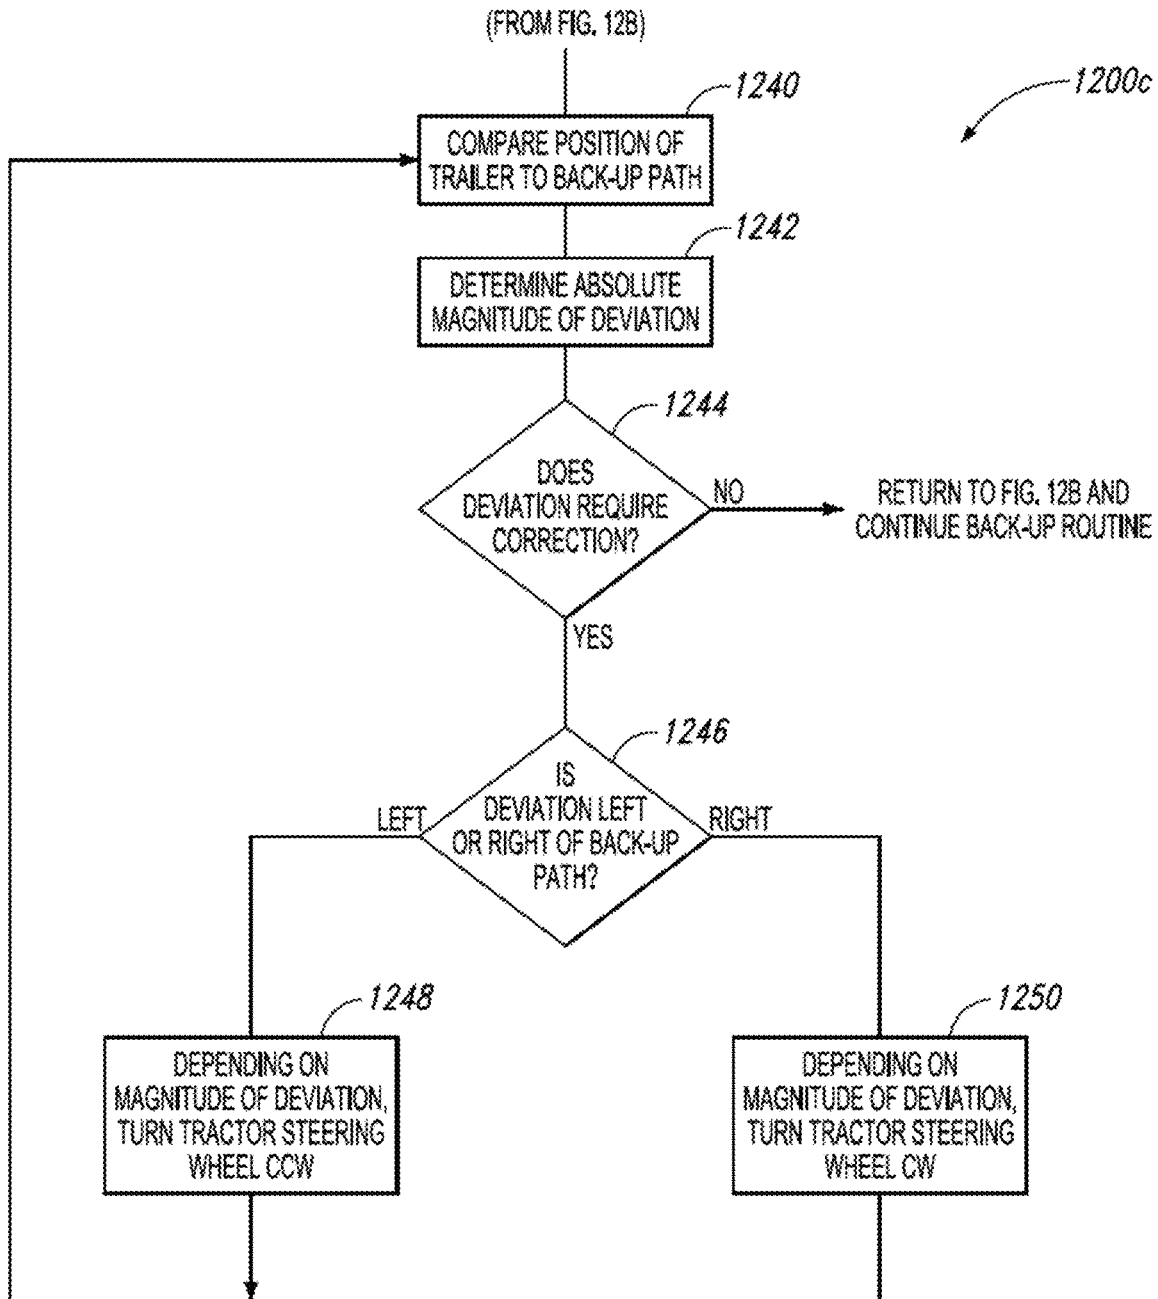 (FROM FIG. 12B)
1240
1200c
COMPARE POSITION OF
TRAILER TO BACK-UP PATH
1242
DETERMINE ABSOLUTE
MAGNITUDE OF DEVIATION
1244
DOES
DEVIATION REQUIRE
CORRECTION?
NO
RETURN TO FIG. 12B AND
CONTINUE BACK-UP ROUTINE
YES
1246
IS
DEVIATION LEFT
OR RIGHT OF BACK-UP
PATH?
LEFT
RIGHT
1248
DEPENDING ON
MAGNITUDE OF DEVIATION,
TURN TRACTOR STEERING
WHEEL CCW
1250
DEPENDING ON
MAGNITUDE OF DEVIATION,
TURN TRACTOR STEERING
WHEEL CW